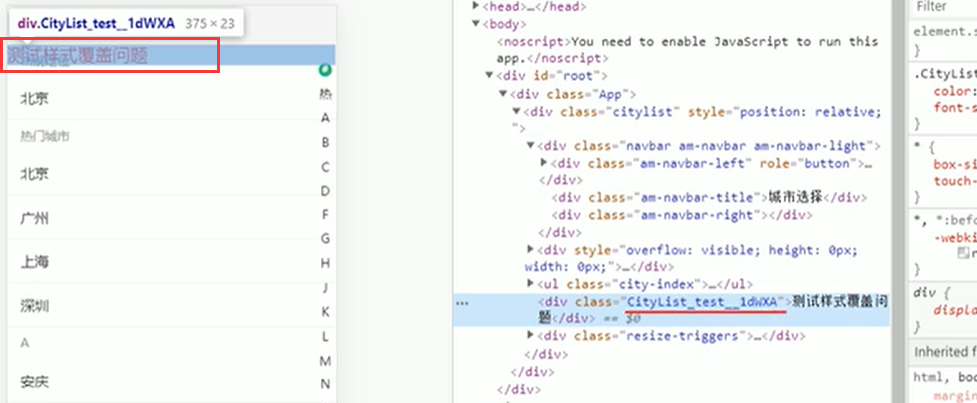 div.CityList_test__1dWXA 375 × 23
测试样式覆盖问题
北京
热门城市
北京
广州
上海
深圳
A
安庆
热
A
B
C
D
F
G
H
J
K
L
M
N
▶<head>…</head>
▼<body>
<noscript>You need to enable JavaScript to run this
app.</noscript>
▼<div id="root">
▼<div class="App">
▼<div class="citylist" style="position: relative;
">
▼<div class="navbar am-navbar am-navbar-light">
▶<div class="am-navbar-left" role="button">…
</div>
<div class="am-navbar-title">城市选择</div>
<div class="am-navbar-right"></div>
</div>
▶<div style="overflow: visible; height: 0px;
width: 0px;">…</div>
▶<ul class="city-index">…</ul>
… <div class="CityList_test__1dWXA">测试样式覆盖问
题</div> == $0
▶<div class="resize-triggers">…</div>
</div>
</div>
</div>
</body>
Filter
element.s
}
.CityList
color:
font-s
}
* {
box-si
touch-
}
*, *:befo
-webki
}
div {
displa
}
Inherited f
html, bod
margin